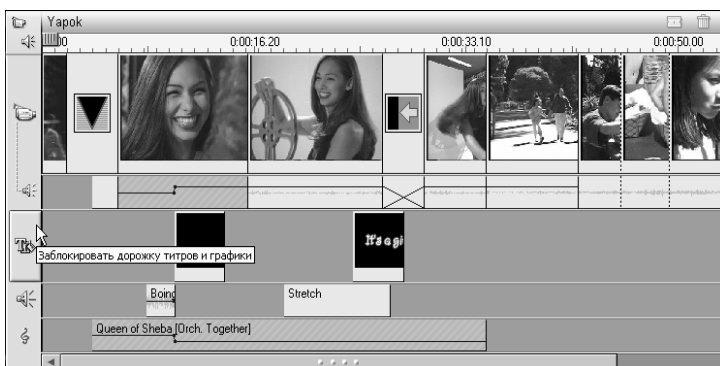 Yapok
0:00:16.20
0:00:33.10
0:00:50.00
It's a gi
Заблокировать дорожку титров и графики
Boing
Stretch
Queen of Sheba [Orch. Together]